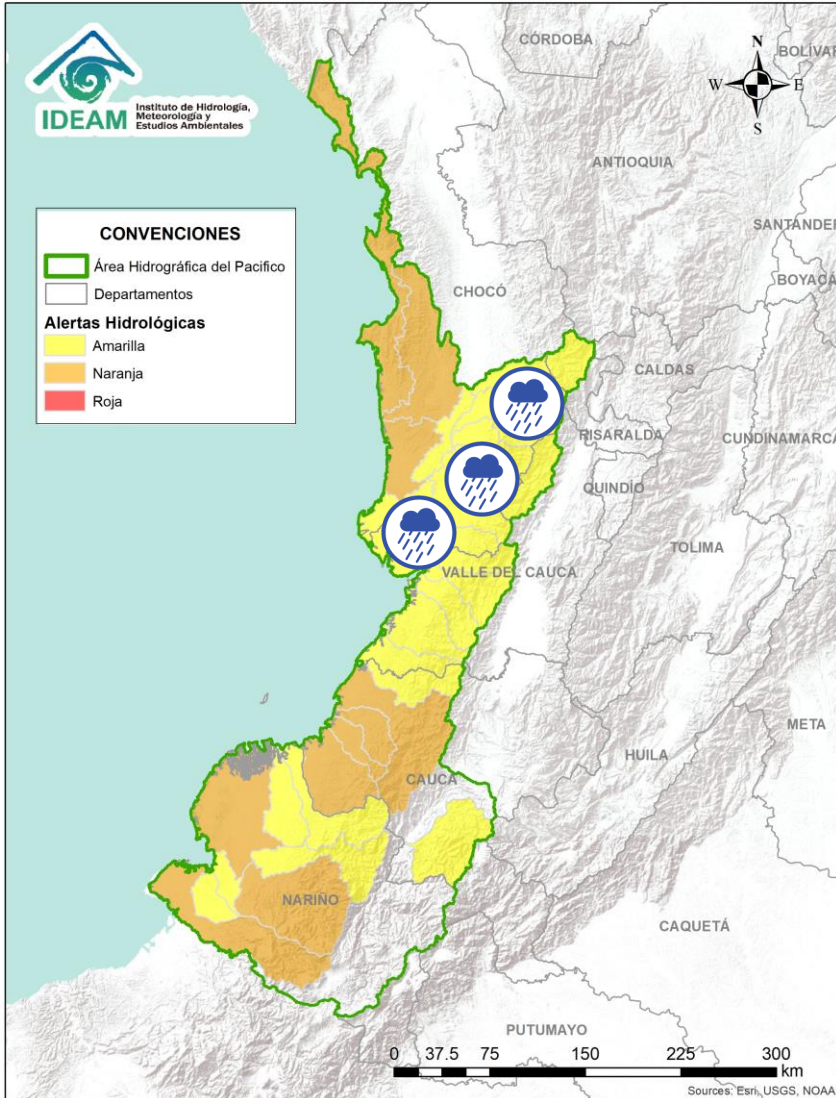 IDEAM
Instituto de Hidrología,
Meteorología y
Estudios Ambientales
CONVENCIONES
Área Hidrográfica del Pacifico
Departamentos
Alertas Hidrológicas
Amarilla
Naranja
Roja
N
W E
S
CÓRDOBA
BOLÍVAR
ANTIOQUIA
SANTANDER
BOYACÁ
CHOCÓ
CALDAS
RISARALDA
CUNDINAMARCA
QUINDÍO
TOLIMA
VALLE DEL CAUCA
META
HUILA
CAUCA
NARIÑO
CAQUETÁ
PUTUMAYO
0 37.5 75 150 225 300
km
Sources: Esri, USGS, NOAA